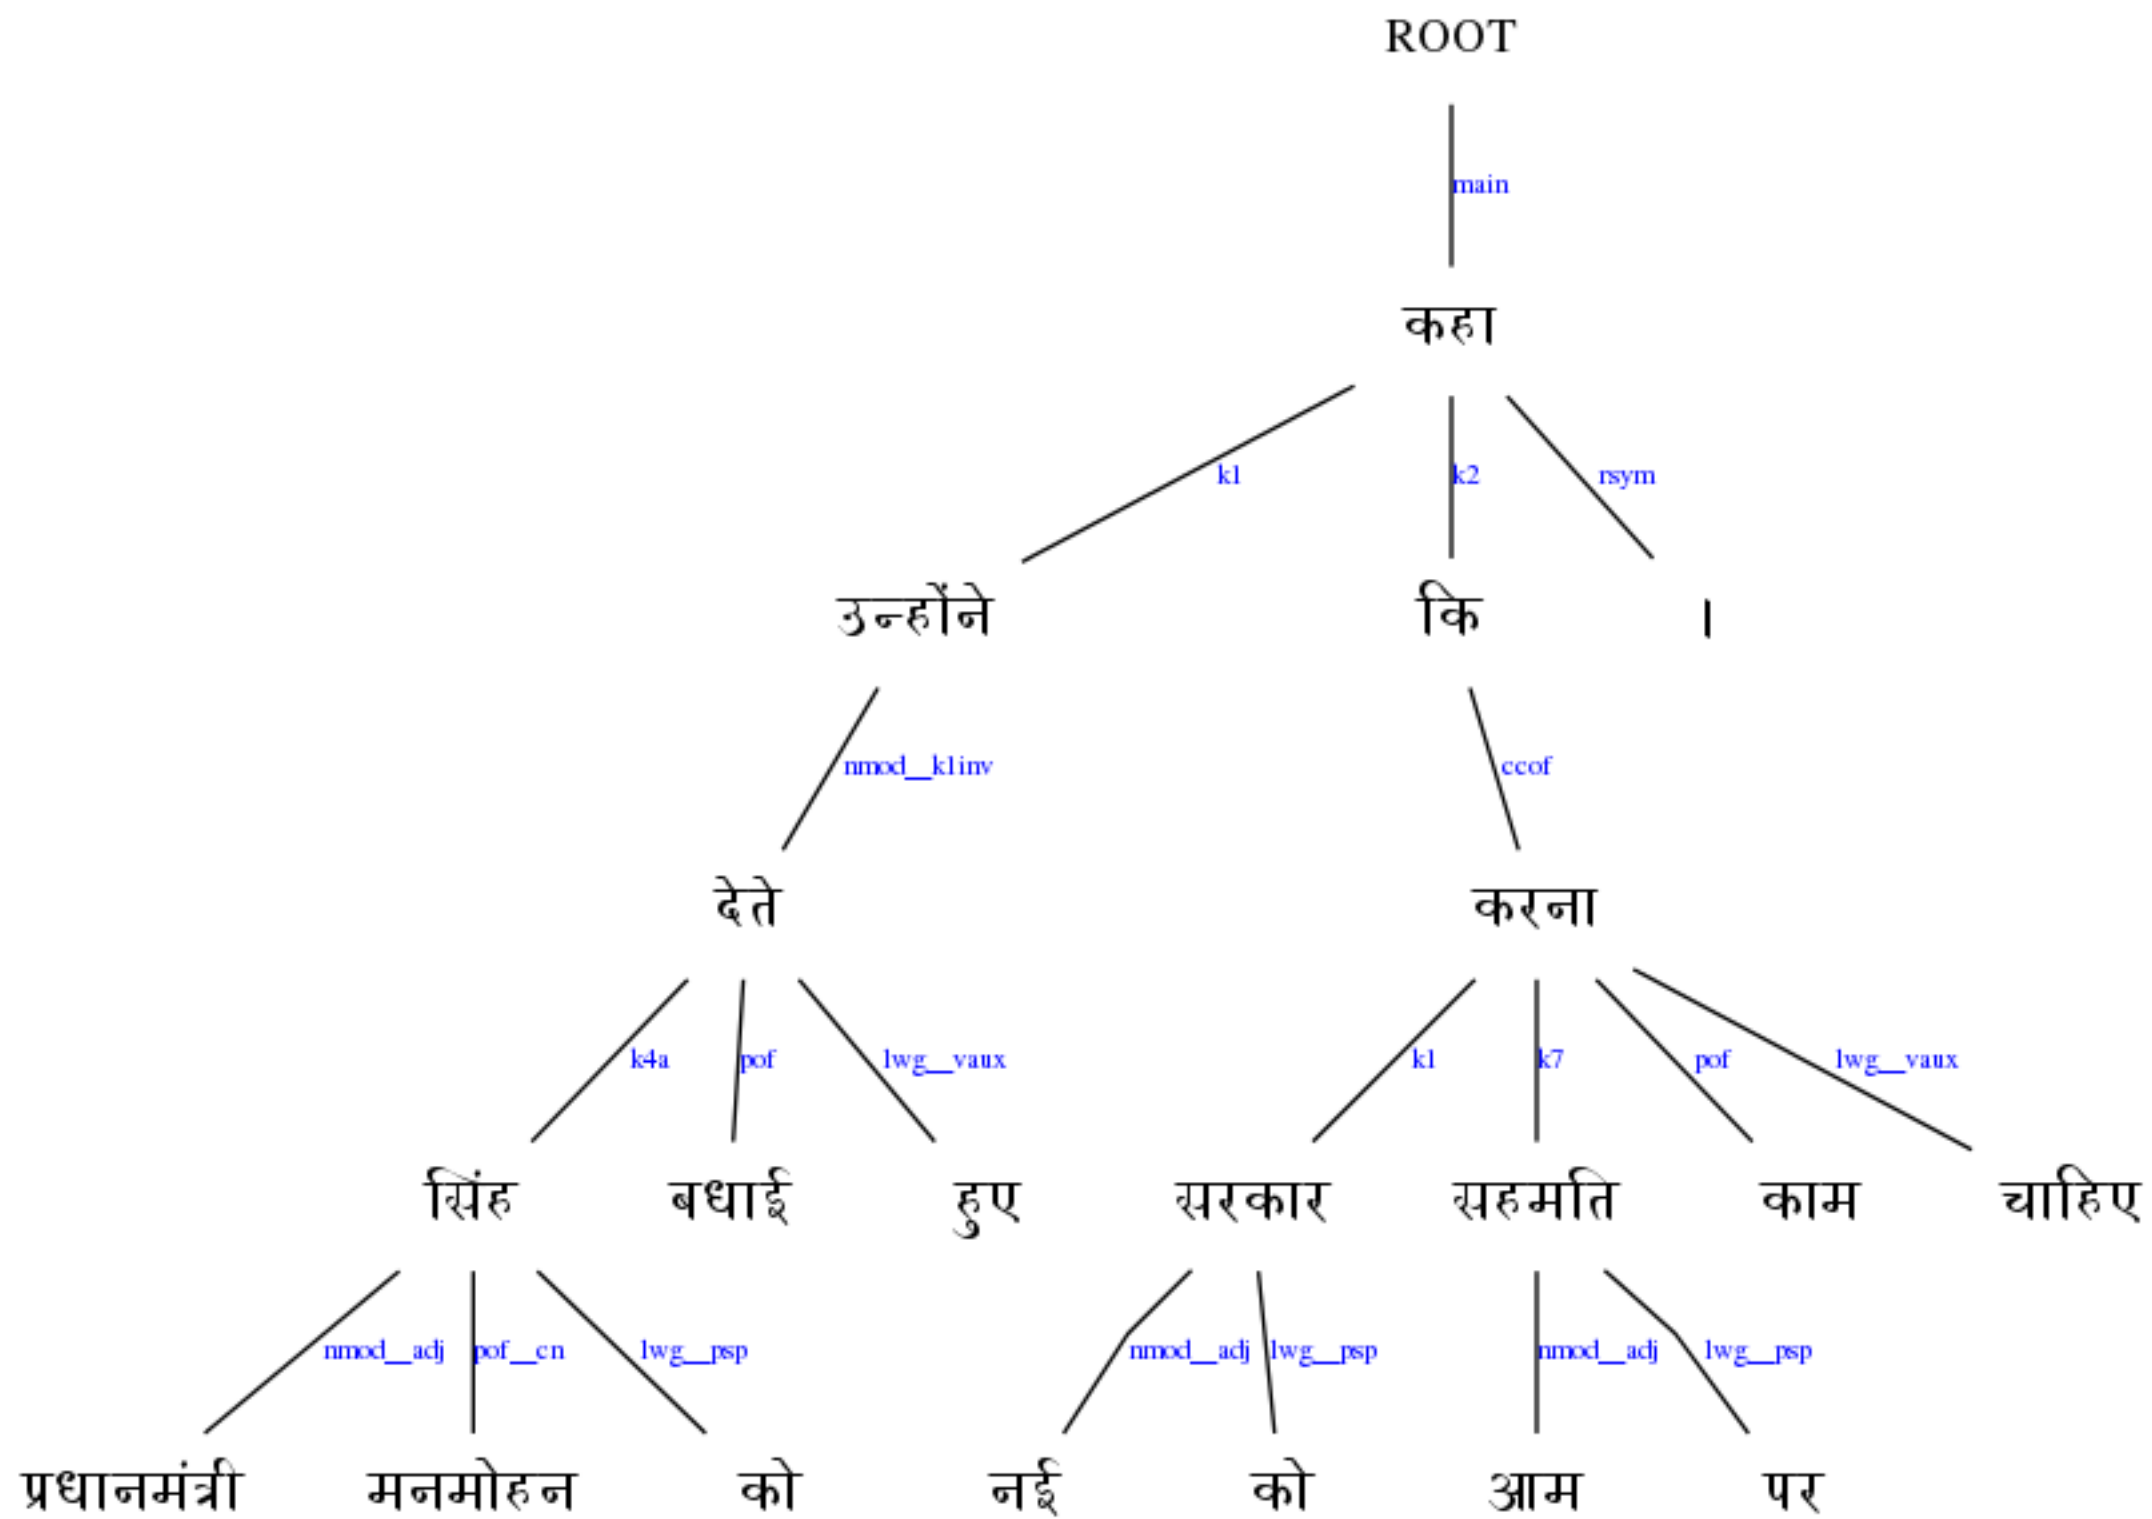 ROOT
main
कहा
k1 k2 rsym
उन्होंने कि ।
nmod__k1inv ccof
देते करना
k4a pof lwg__vaux k1 k7 pof lwg__vaux
सिंह बधाई हुए सरकार सहमति काम चाहिए
nmod__adj pof__cn lwg__psp nmod__adj lwg__psp nmod__adj lwg__psp
प्रधानमंत्री मनमोहन को नई को आम पर